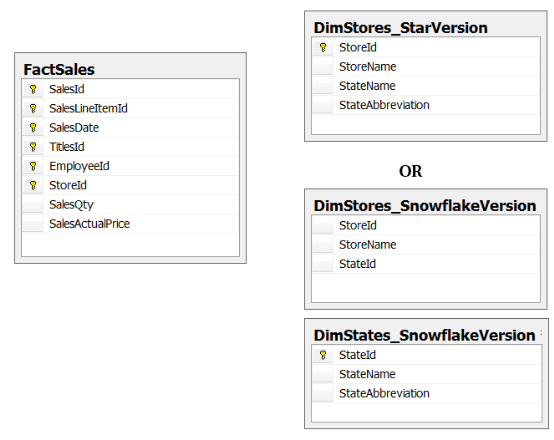 FactSales
SalesId
SalesLineItemId
SalesDate
TitlesId
EmployeeId
StoreId
SalesQty
SalesActualPrice
DimStores_StarVersion
StoreId
StoreName
StateName
StateAbbreviation
OR
DimStores_SnowflakeVersion
StoreId
StoreName
StateId
DimStates_SnowflakeVersion :
StateId
StateName
StateAbbreviation